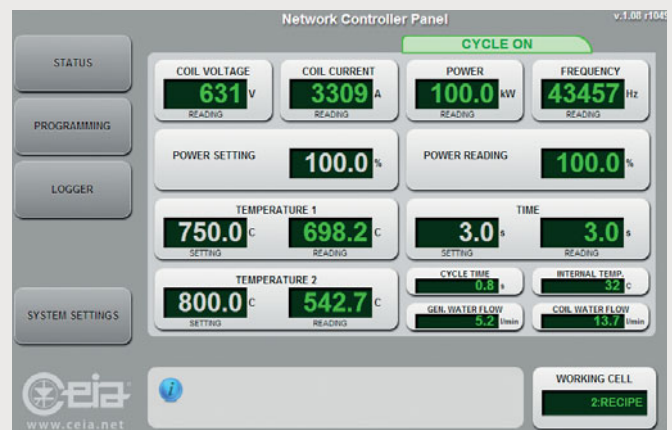 Network Controller Panel
v.1.08 r1049
CYCLE ON
STATUS
PROGRAMMING
LOGGER
SYSTEM SETTINGS
COIL VOLTAGE
631 V
READING
COIL CURRENT
3309 A
READING
POWER
100.0 kW
READING
FREQUENCY
43457 Hz
READING
POWER SETTING 100.0 %
POWER READING 100.0 %
TEMPERATURE 1
750.0 C 698.2 C
SETTING READING
TIME
3.0 s 3.0 s
SETTING READING
TEMPERATURE 2
800.0 C 542.7 C
SETTING READING
CYCLE TIME
0.8 s
INTERNAL TEMP.
32 C
GEN. WATER FLOW
5.2 l/min
COIL WATER FLOW
13.7 l/min
Ceia
www.ceia.net
WORKING CELL
2:RECIPE